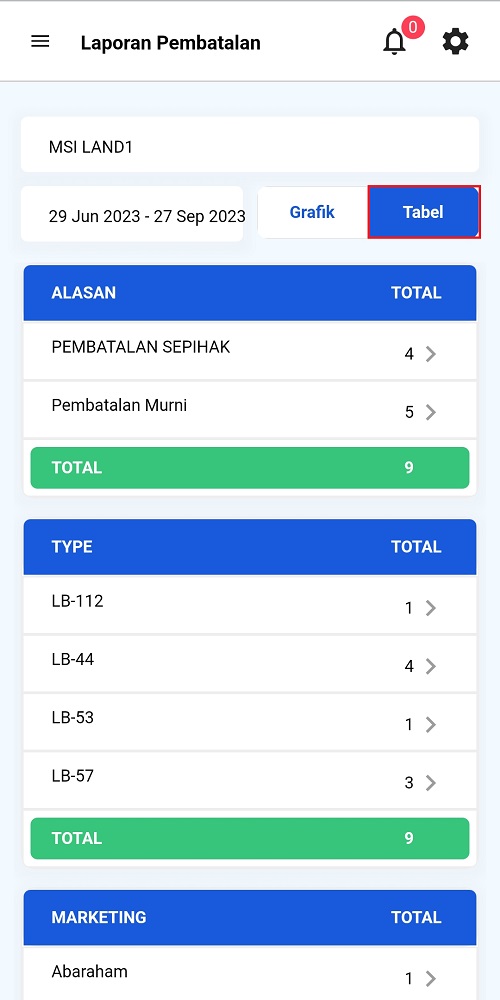 Laporan Pembatalan
0
MSI LAND1
29 Jun 2023 - 27 Sep 2023
Grafik
Tabel
ALASAN TOTAL
PEMBATALAN SEPIHAK 4
Pembatalan Murni 5
TOTAL 9
TYPE TOTAL
LB-112 1
LB-44 4
LB-53 1
LB-57 3
TOTAL 9
MARKETING TOTAL
Abaraham 1